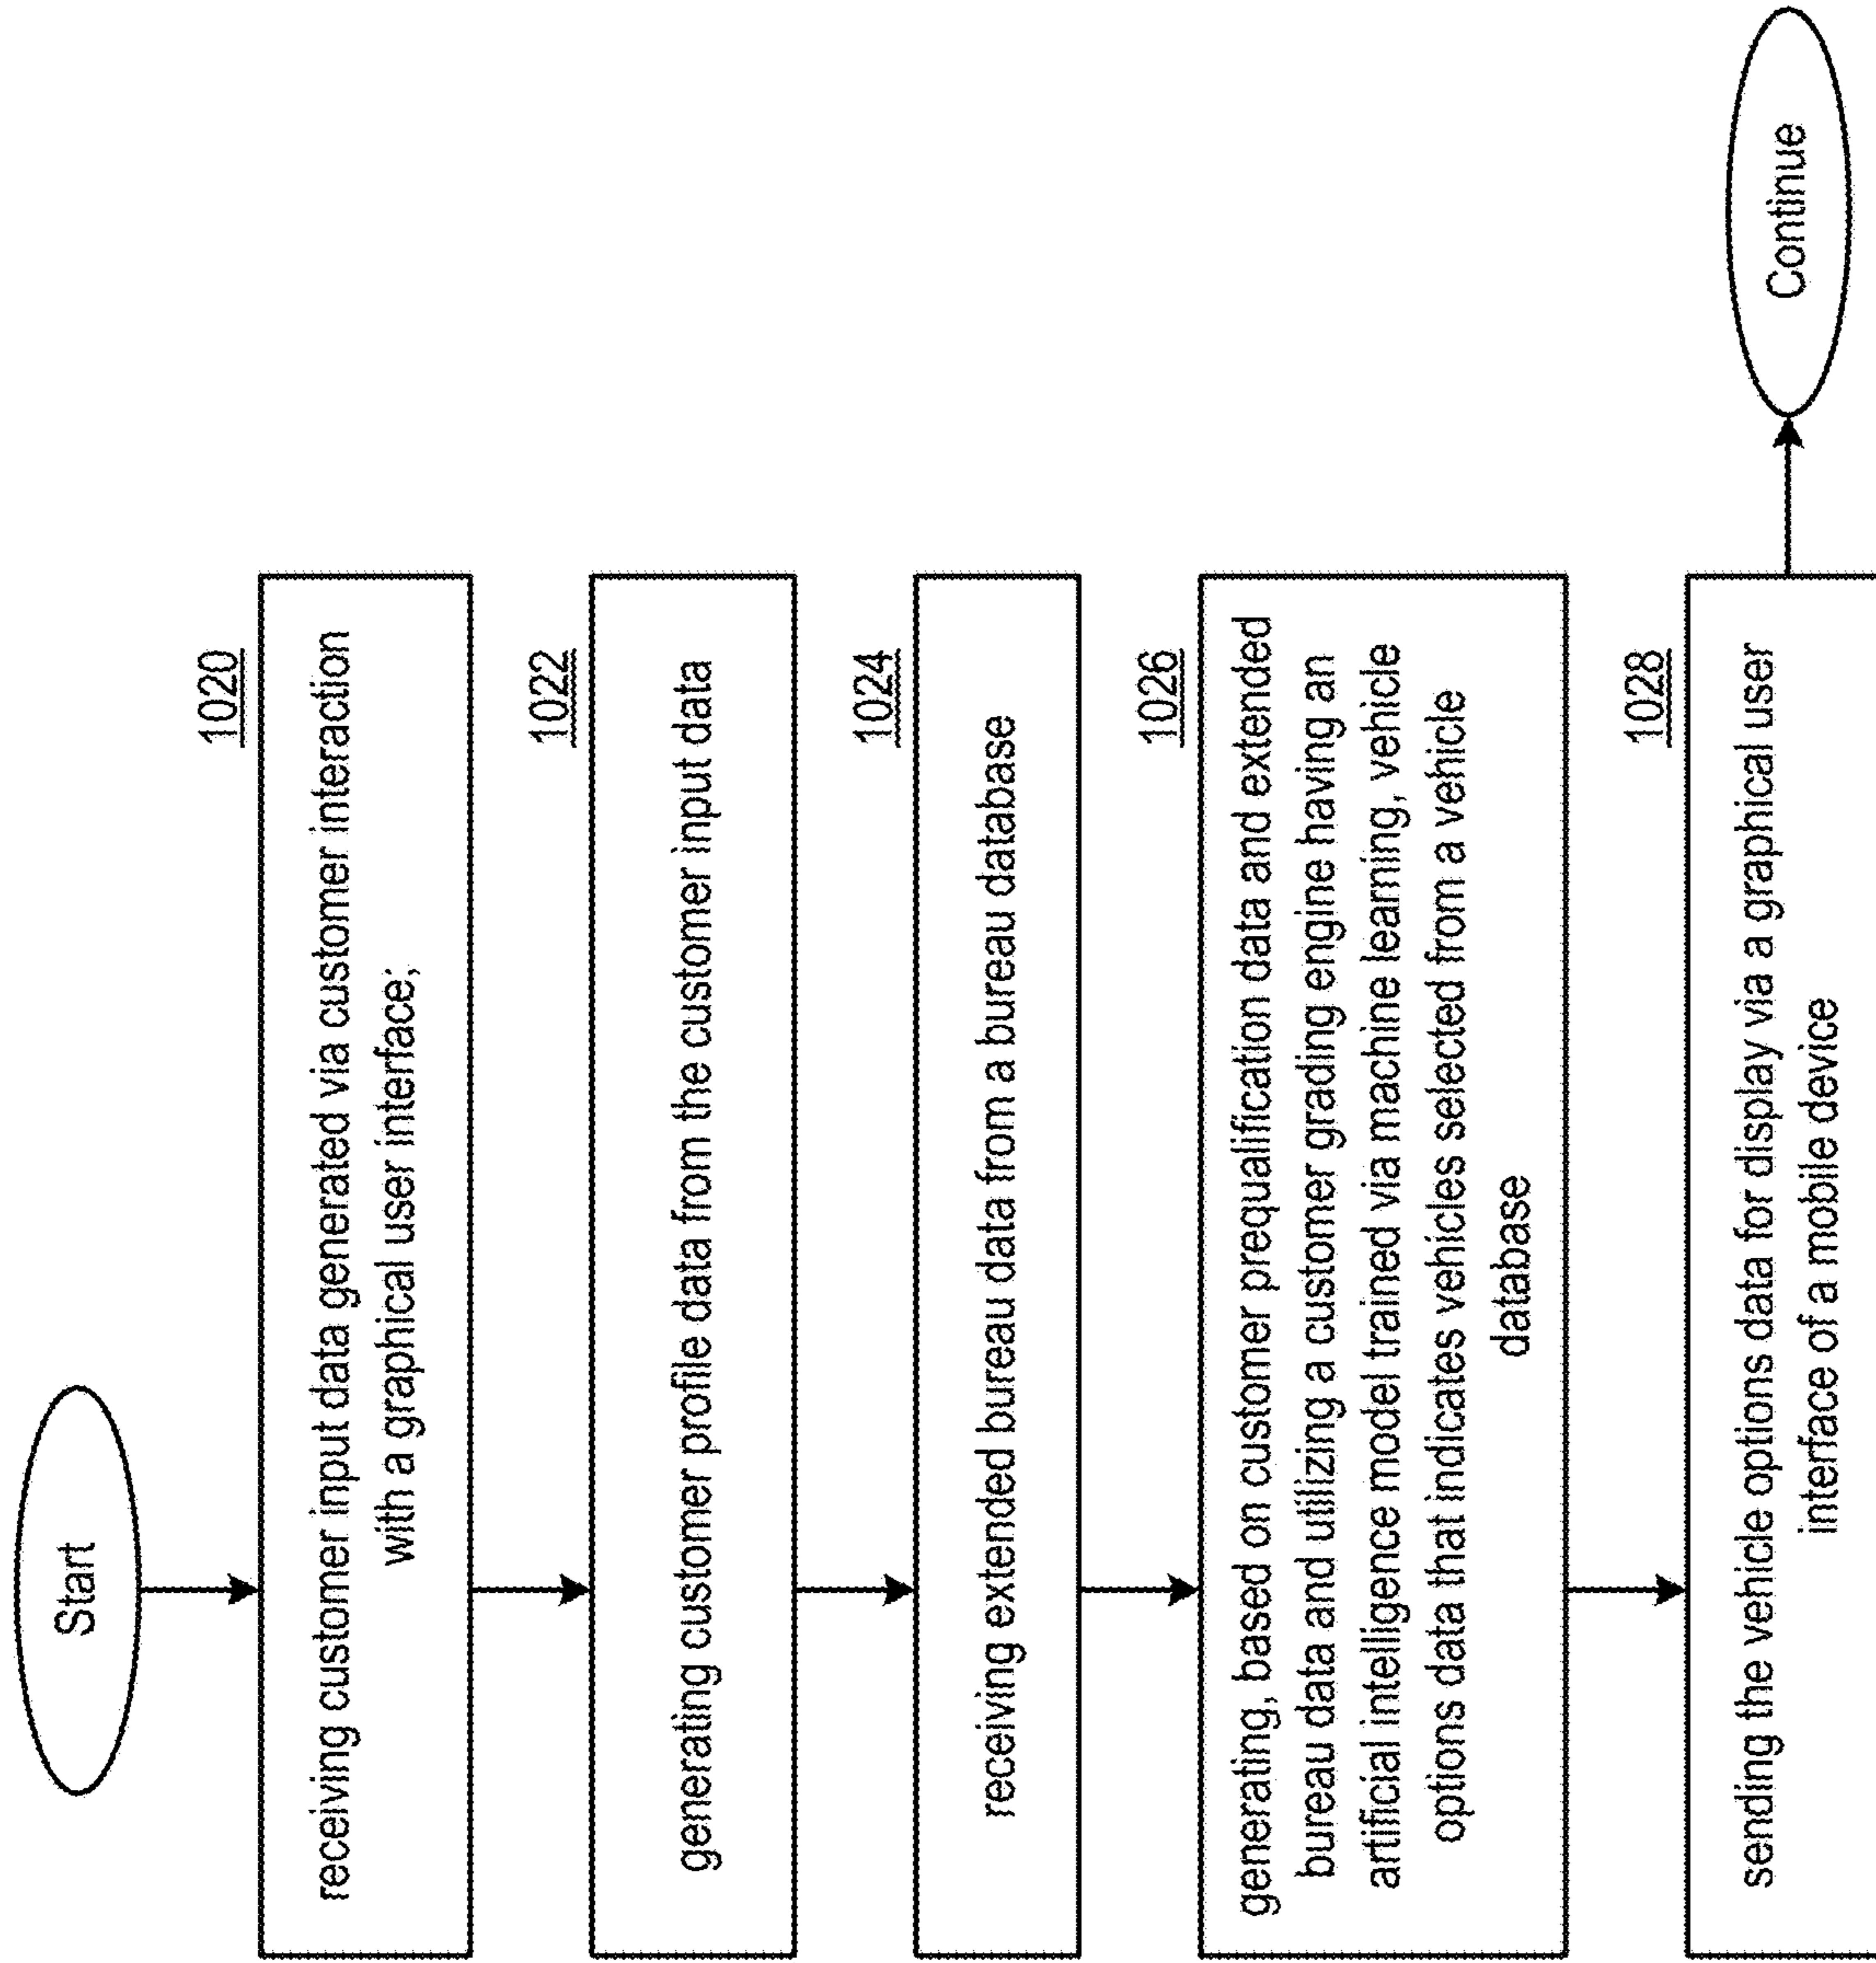 Start
1020
receiving customer input data generated via customer interaction
with a graphical user interface;
1022
generating customer profile data from the customer input data
1024
receiving extended bureau data from a bureau database
1026
generating, based on customer prequalification data and extended
bureau data and utilizing a customer grading engine having an
artificial intelligence model trained via machine learning, vehicle
options data that indicates vehicles selected from a vehicle
database
1028
sending the vehicle options data for display via a graphical user
interface of a mobile device
Continue